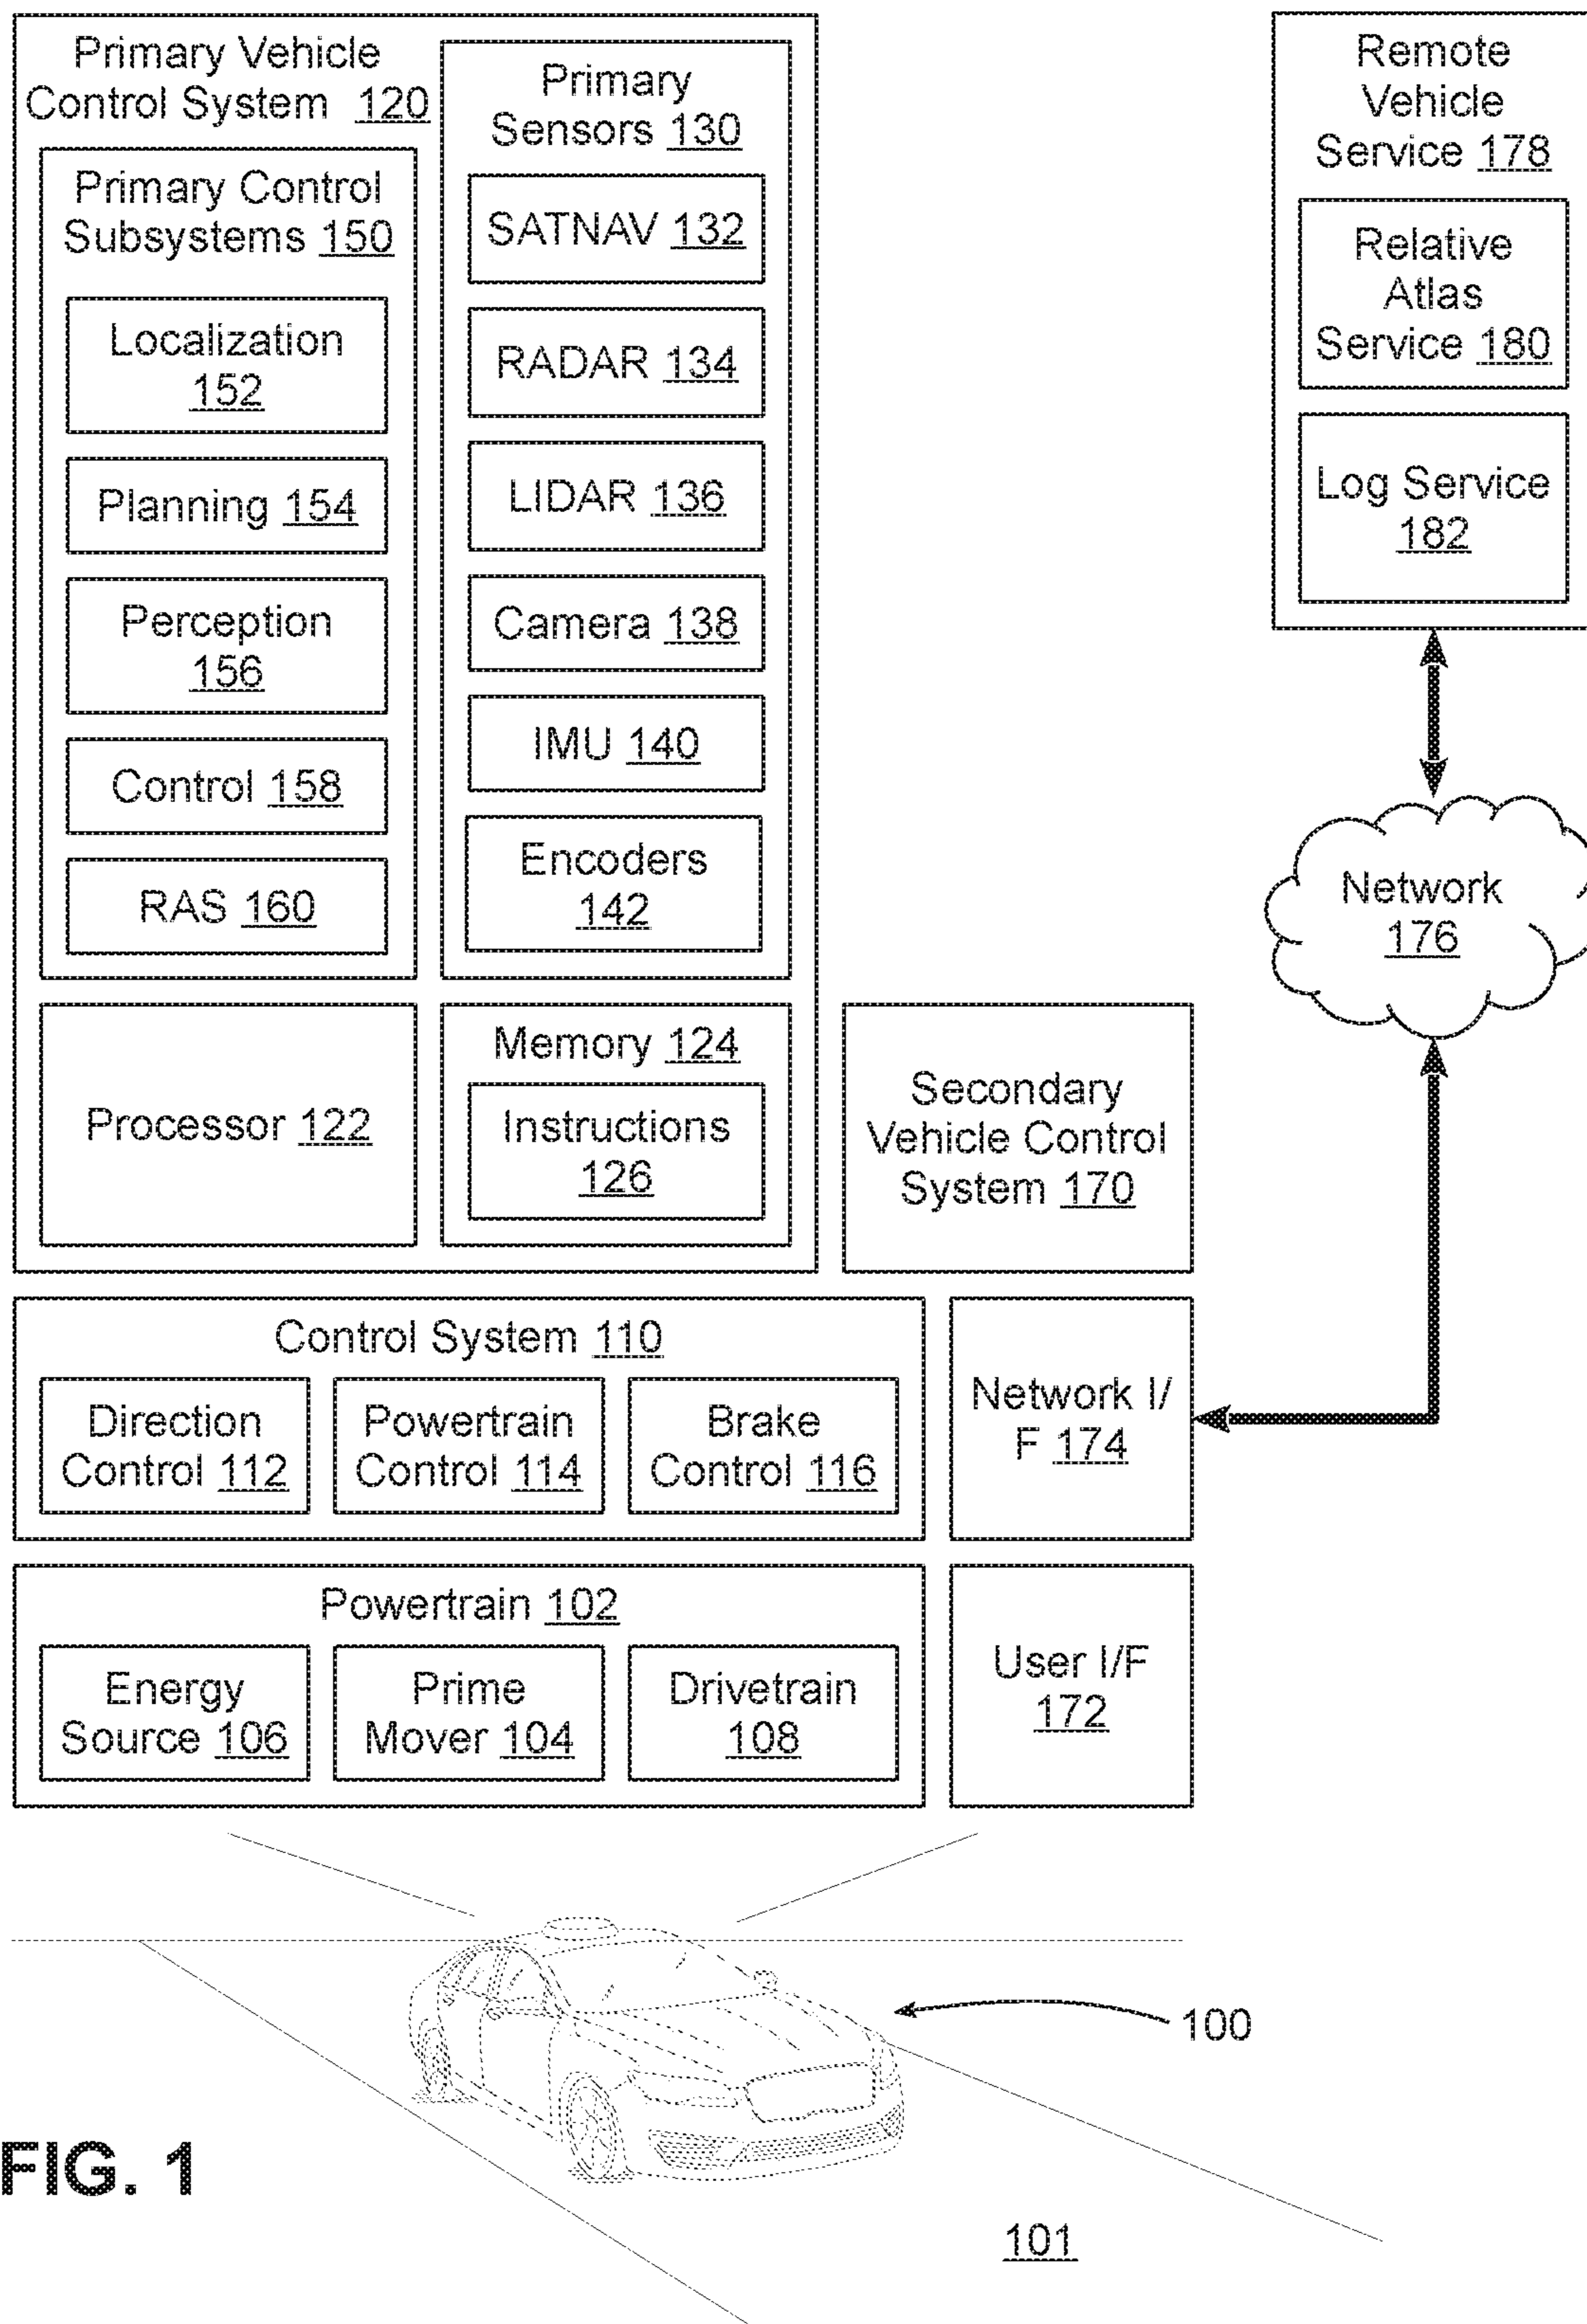 Primary Vehicle
Control System 120
Primary Control
Subsystems 150
Localization
152
Planning 154
Perception
156
Control 158
RAS 160
Primary
Sensors 130
SATNAV 132
RADAR 134
LIDAR 136
Camera 138
IMU 140
Encoders
142
Processor 122
Memory 124
Instructions
126
Secondary
Vehicle Control
System 170
Remote
Vehicle
Service 178
Relative
Atlas
Service 180
Log Service
182
Network
176
Control System 110
Direction
Control 112
Powertrain
Control 114
Brake
Control 116
Network I/
F 174
Powertrain 102
Energy
Source 106
Prime
Mover 104
Drivetrain
108
User I/F
172
100
FIG. 1
101